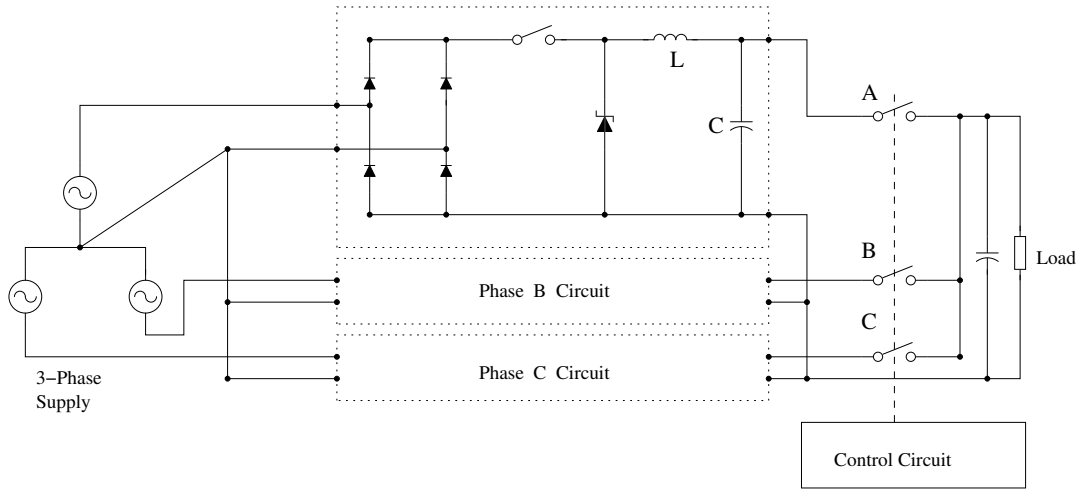 L
A
C
B
Load
Phase B Circuit
C
Phase C Circuit
3−Phase
Supply
Control Circuit